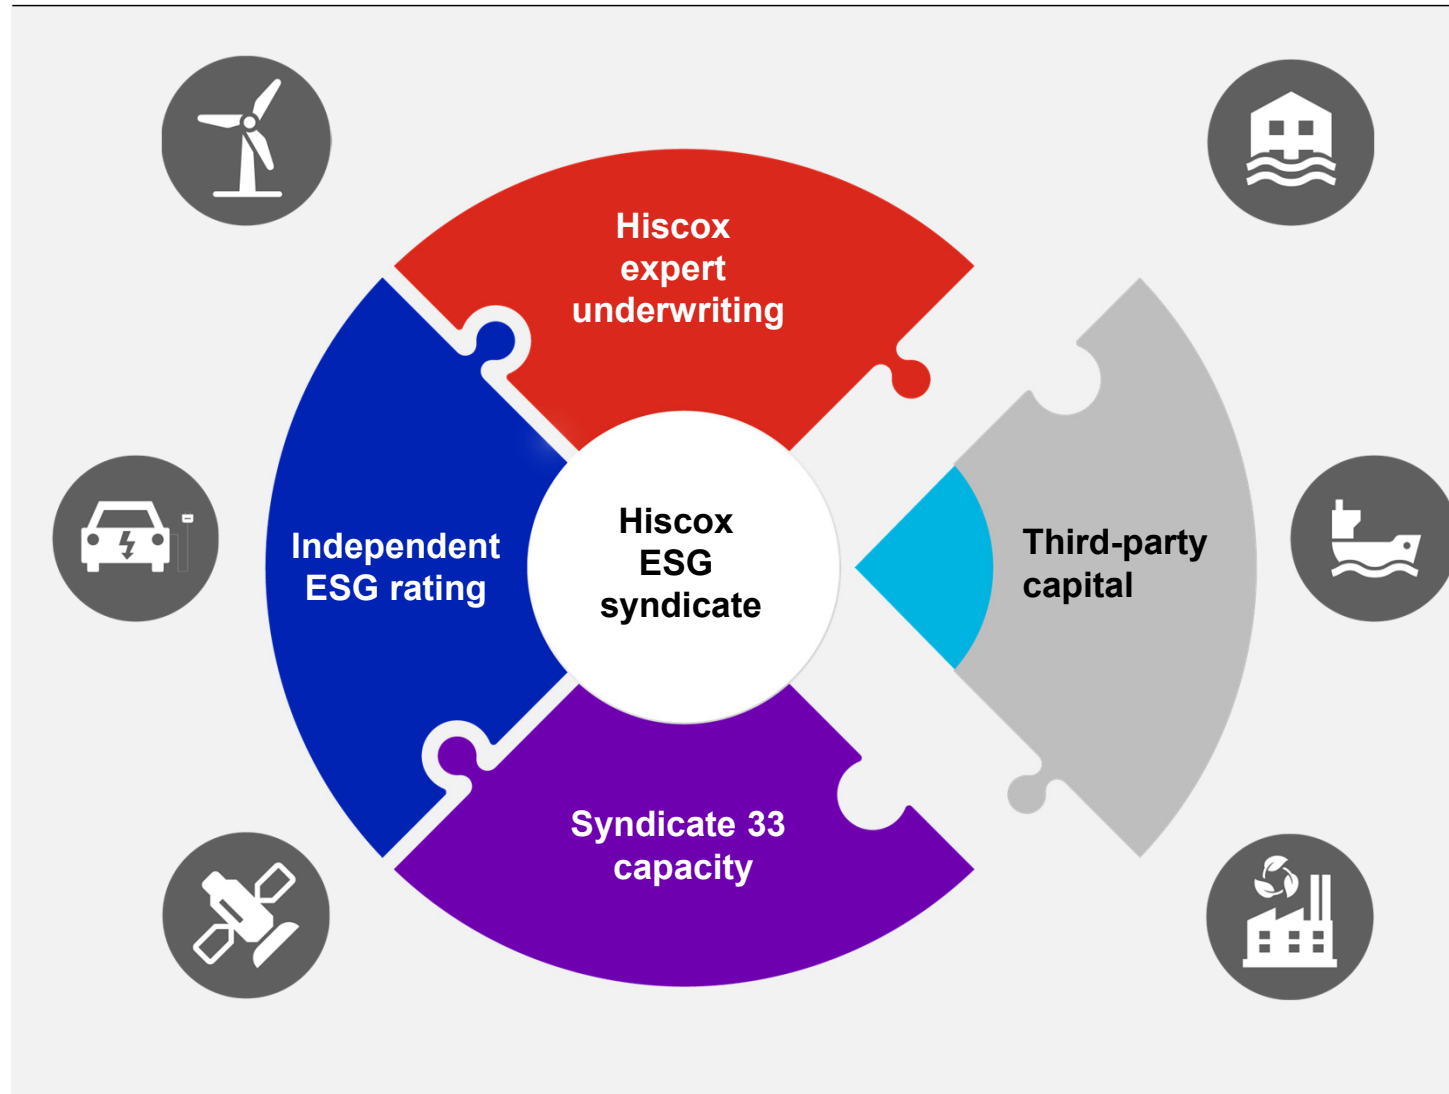 Hiscox
expert
underwriting
Independent
ESG rating
Hiscox
ESG
syndicate
Third-party
capital
Syndicate 33
capacity